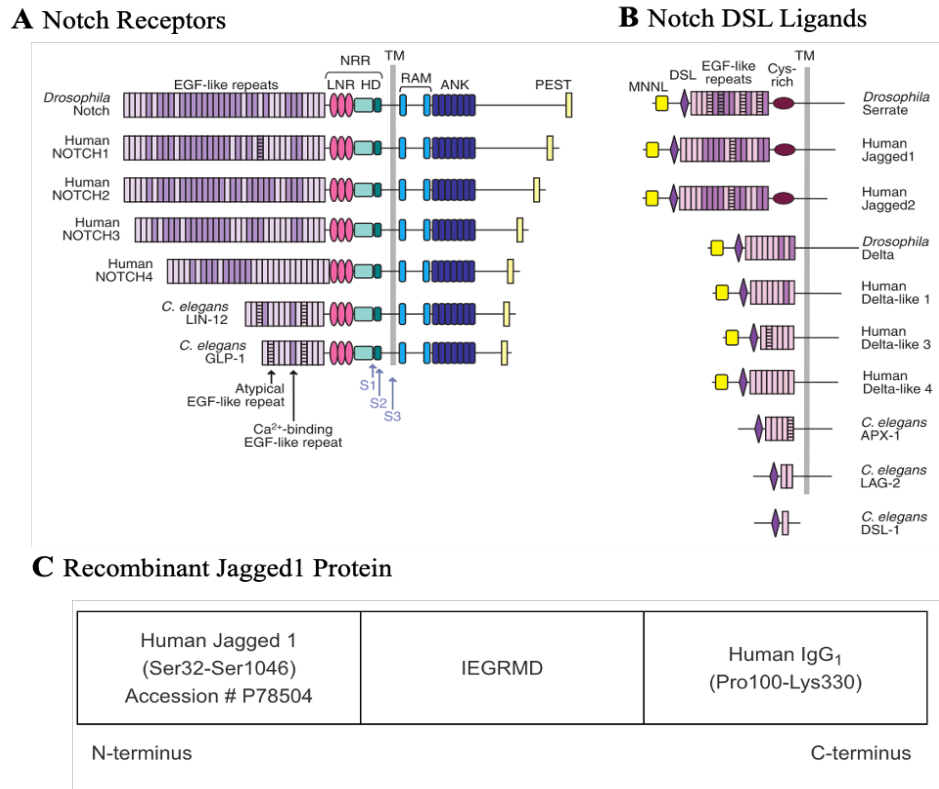 A Notch Receptors
TM
NRR
EGF-like repeats
LNR HD
RAM
ANK
PEST
Drosophila
Notch
Human
NOTCH1
Human
NOTCH2
Human
NOTCH3
Human
NOTCH4
C. elegans
LIN-12
C. elegans
GLP-1
Atypical
EGF-like repeat
Ca²⁺-binding
EGF-like repeat
S1
S2
S3
B Notch DSL Ligands
TM
MNNL
DSL
EGF-like
repeats
Cys-
rich
Drosophila
Serrate
Human
Jagged1
Human
Jagged2
Drosophila
Delta
Human
Delta-like 1
Human
Delta-like 3
Human
Delta-like 4
C. elegans
APX-1
C. elegans
LAG-2
C. elegans
DSL-1
C Recombinant Jagged1 Protein
Human Jagged 1
(Ser32-Ser1046)
Accession # P78504
IEGRMD
Human IgG₁
(Pro100-Lys330)
N-terminus
C-terminus